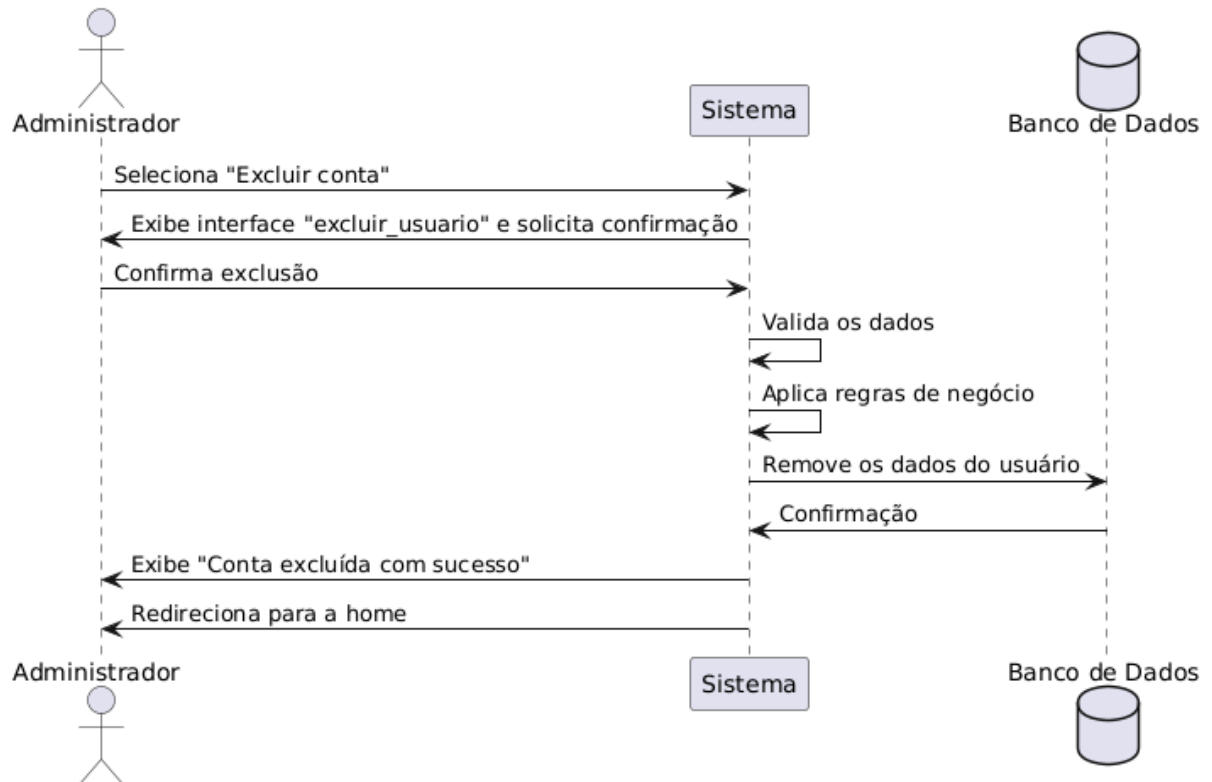 Administrador
Sistema
Banco de Dados
Seleciona "Excluir conta"
Exibe interface "excluir_usuario" e solicita confirmação
Confirma exclusão
Valida os dados
Aplica regras de negócio
Remove os dados do usuário
Confirmação
Exibe "Conta excluída com sucesso"
Redireciona para a home
Administrador
Sistema
Banco de Dados